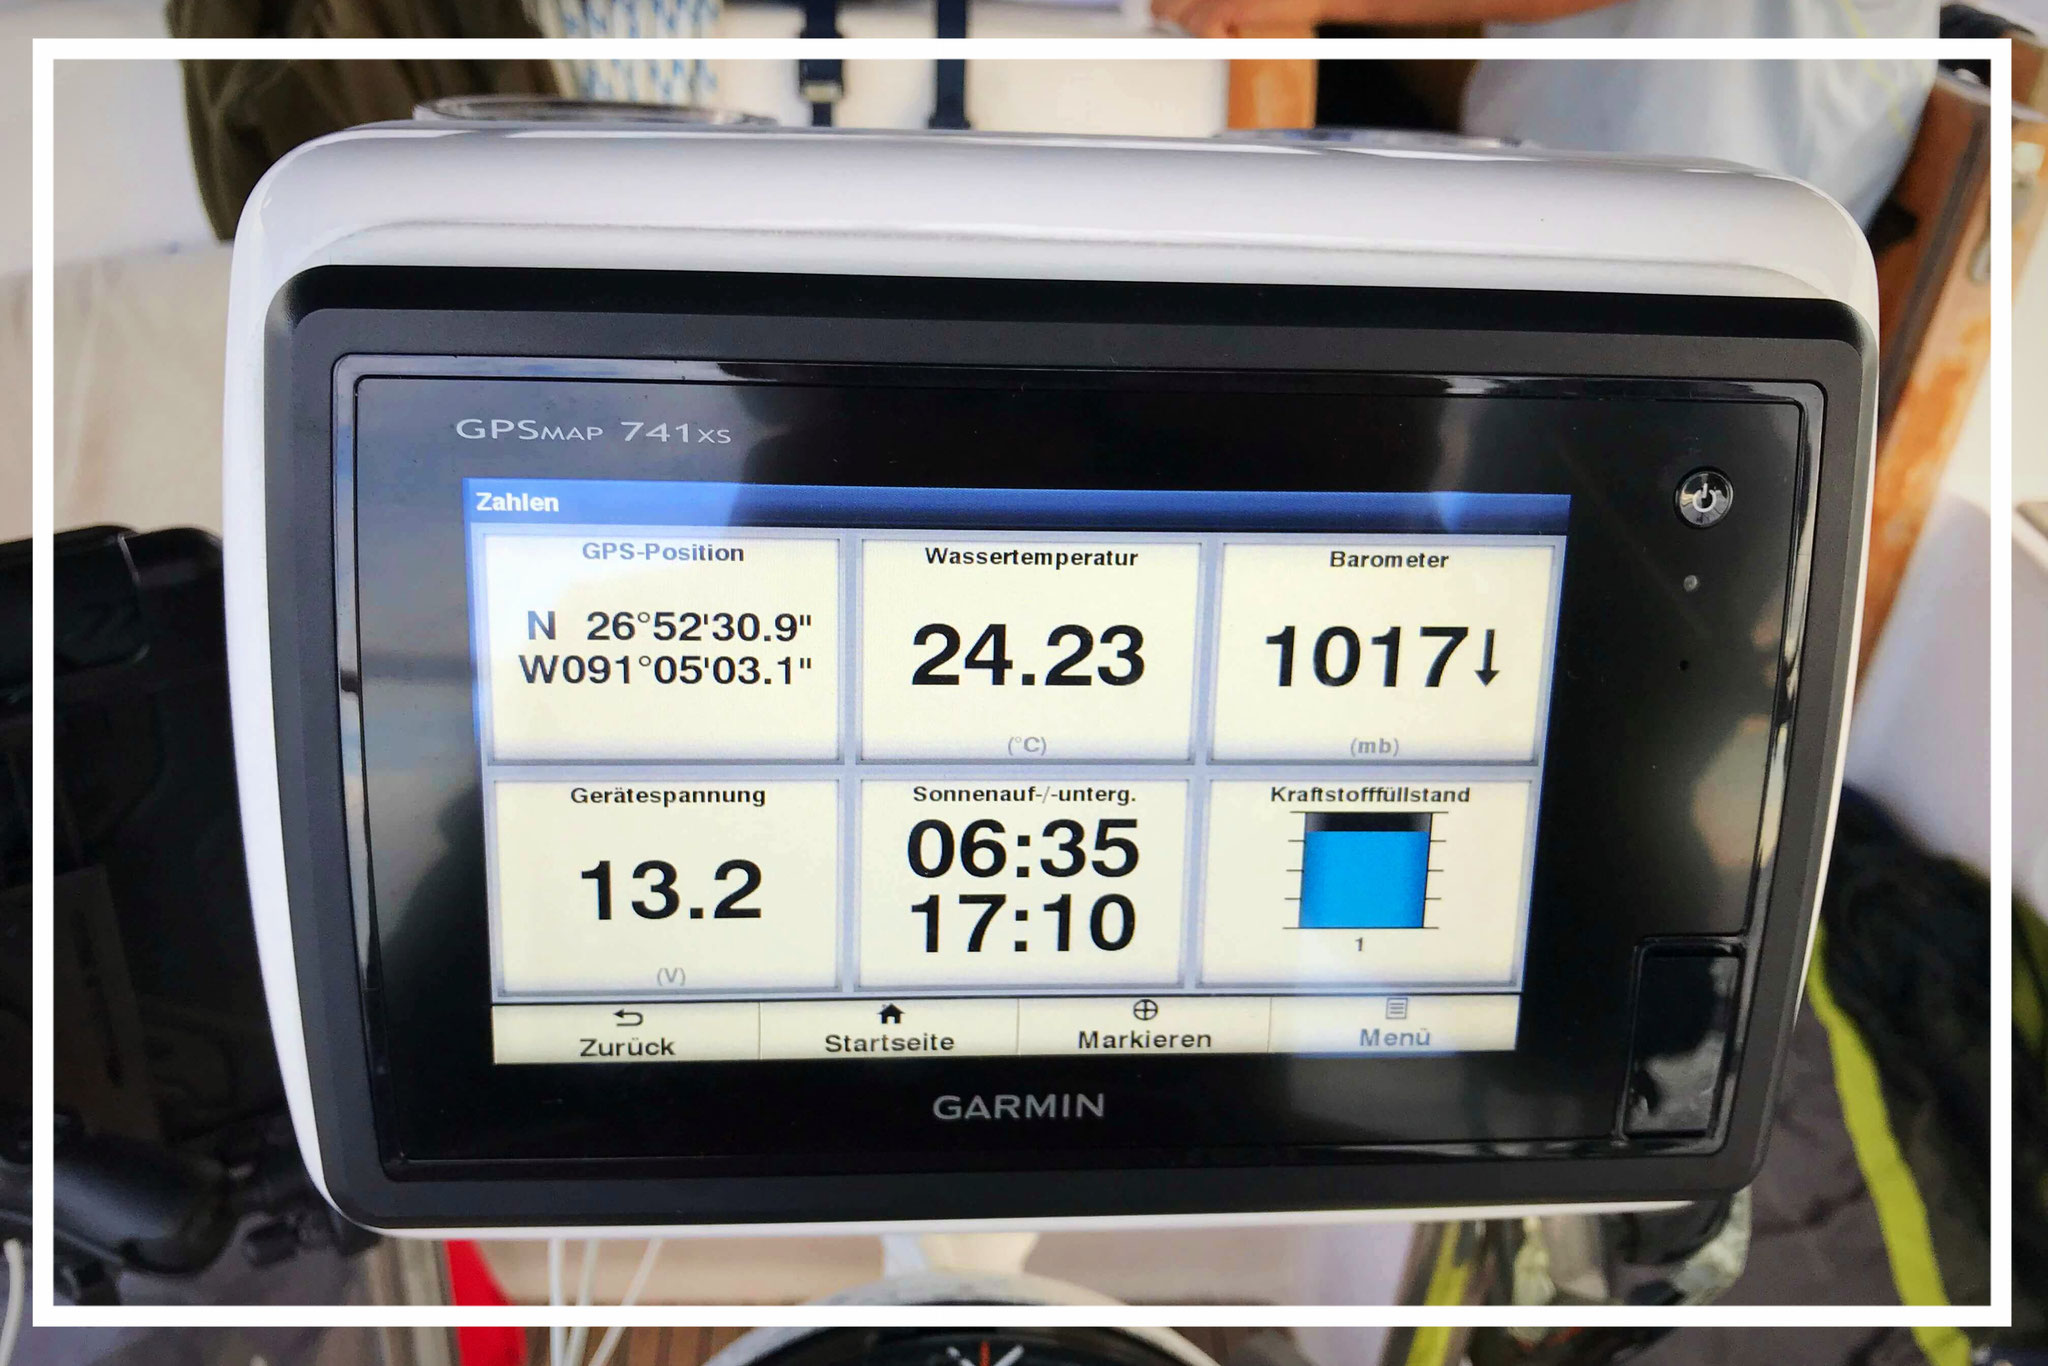 GPSMAP 741xs
Zahlen
GPS-Position
N 26°52'30.9"
W091°05'03.1"
Wassertemperatur
24.23
(°C)
Barometer
1017↓
(mb)
Gerätespannung
13.2
(V)
Sonnenauf-/-unterg.
06:35
17:10
Kraftstofffüllstand
1
Zurück
Startseite
Markieren
Menü
GARMIN